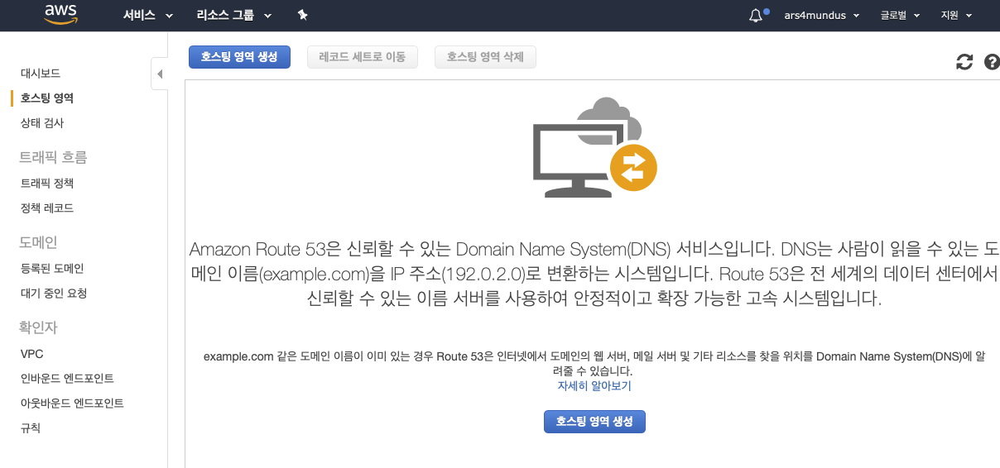 aws 서비스 리소스 그룹 ars4mundus 글로벌 지원
호스팅 영역 생성 레코드 세트로 이동 호스팅 영역 삭제
대시보드
호스팅 영역
상태 검사
트래픽 흐름
트래픽 정책
정책 레코드
도메인
등록된 도메인
대기 중인 요청
확인자
VPC
인바운드 엔드포인트
아웃바운드 엔드포인트
규칙
Amazon Route 53은 신뢰할 수 있는 Domain Name System(DNS) 서비스입니다. DNS는 사람이 읽을 수 있는 도
메인 이름(example.com)을 IP 주소(192.0.2.0)로 변환하는 시스템입니다. Route 53은 전 세계의 데이터 센터에서
신뢰할 수 있는 이름 서버를 사용하여 안정적이고 확장 가능한 고속 시스템입니다.
example.com 같은 도메인 이름이 이미 있는 경우 Route 53은 인터넷에서 도메인의 웹 서버, 메일 서버 및 기타 리소스를 찾을 위치를 Domain Name System(DNS)에 알
려줄 수 있습니다.
자세히 알아보기
호스팅 영역 생성